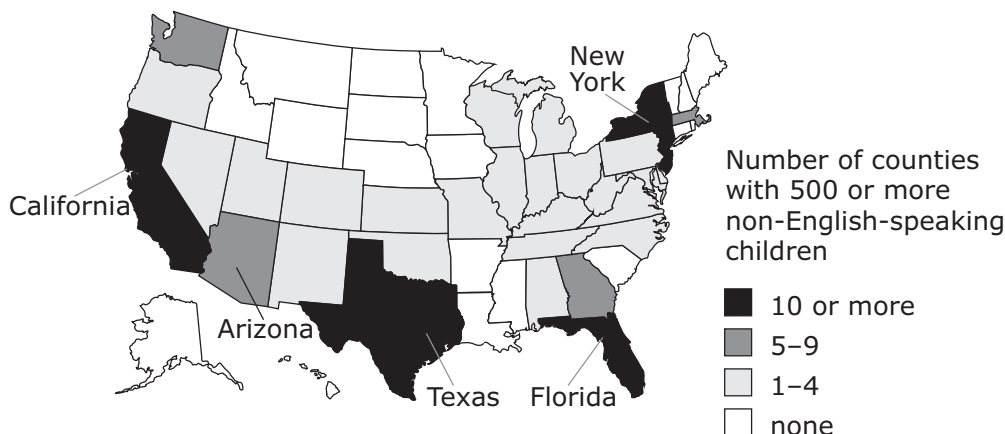 New
York
California
Arizona
Texas
Florida
Number of counties
with 500 or more
non-English-speaking
children
10 or more
5–9
1–4
none